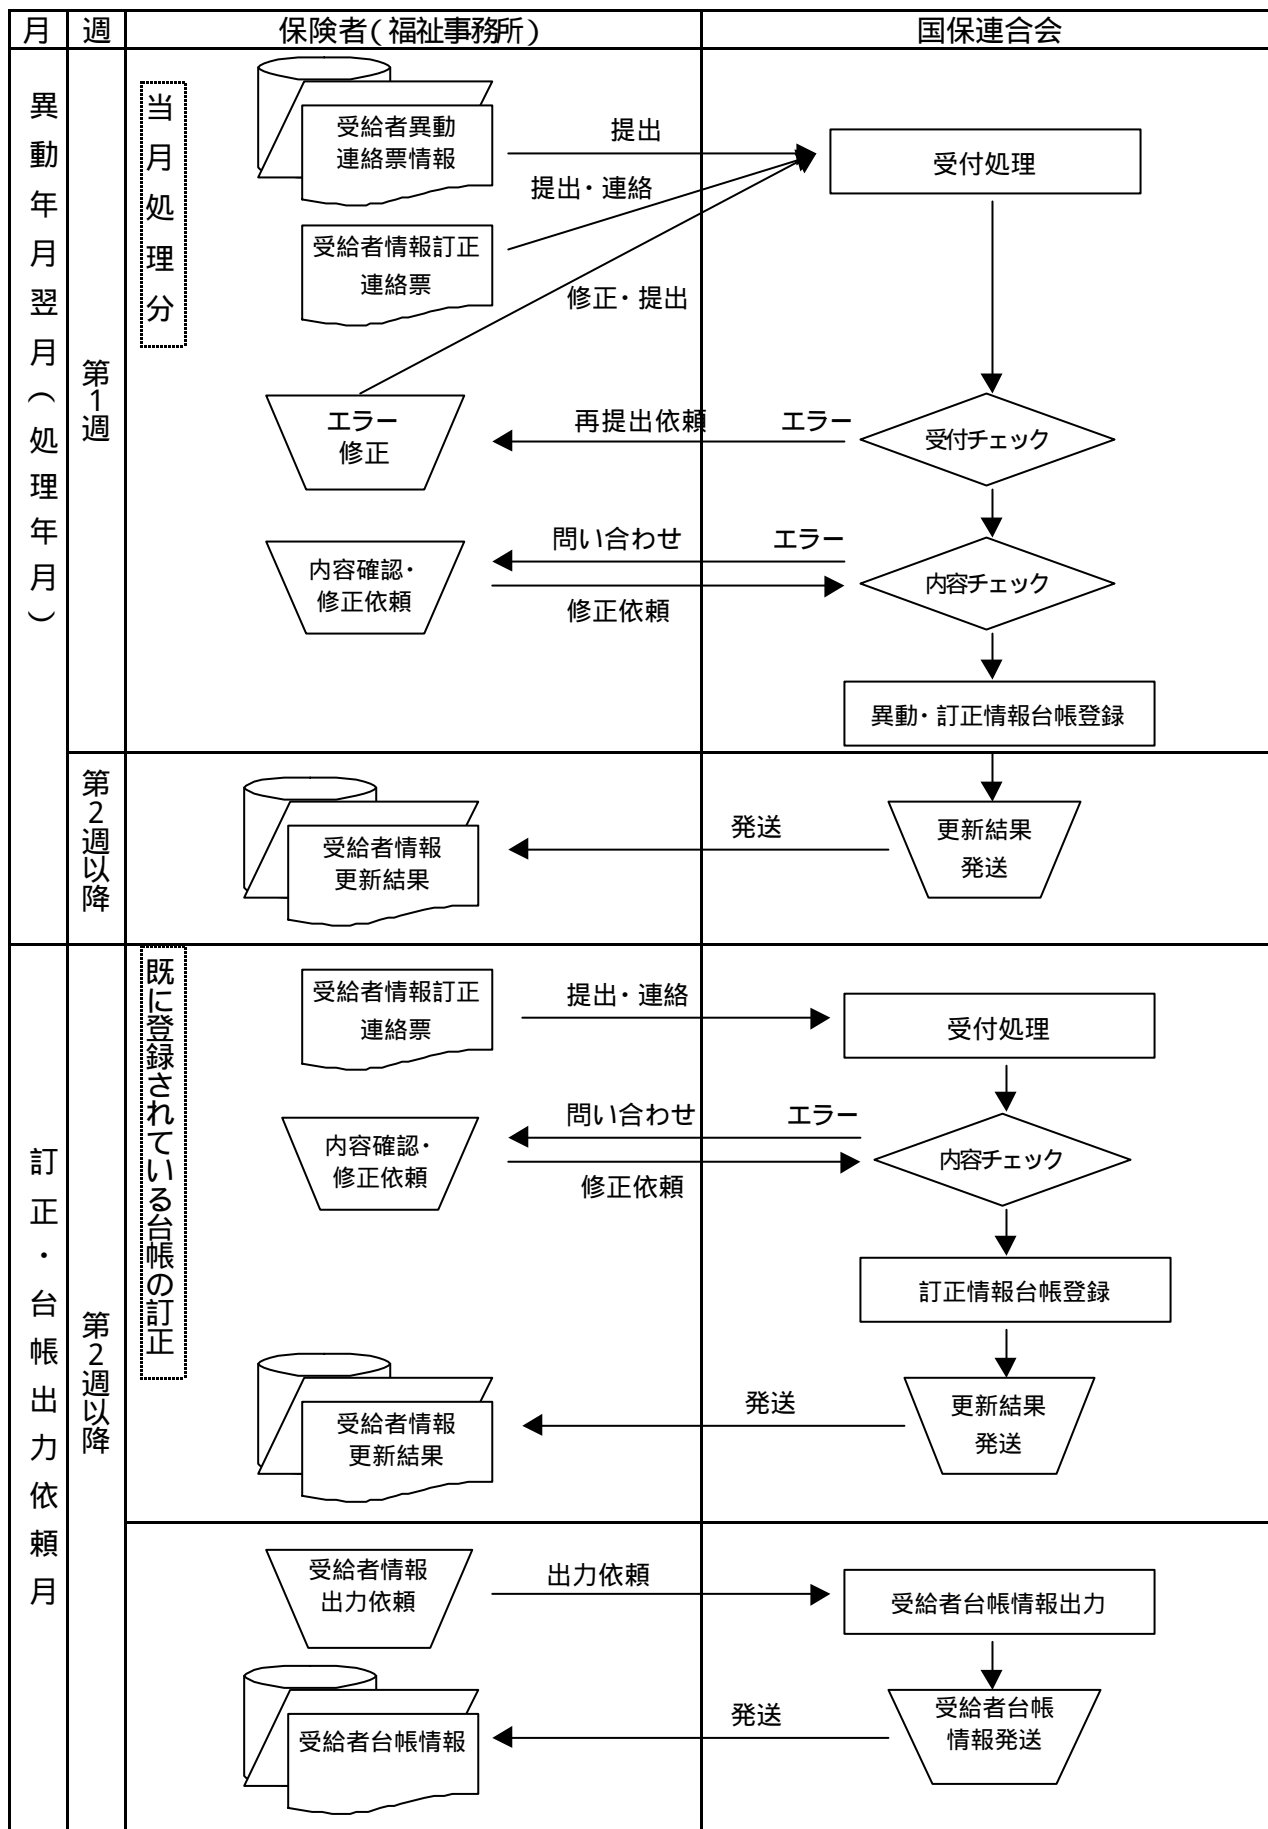 月 週 保険者(福祉事務所) 国保連合会
異動年月翌月(処理年月)
第1週
当月処理分
受給者異動
連絡票情報
提出
受付処理
提出・連絡
受給者情報訂正
連絡票
修正・提出
エラー
修正
再提出依頼
エラー
受付チェック
内容確認・
修正依頼
問い合わせ
エラー
修正依頼
内容チェック
異動・訂正情報台帳登録
第2週以降
受給者情報
更新結果
発送
更新結果
発送
訂正・台帳出力依頼月
第2週以降
既に登録されている台帳の訂正
受給者情報訂正
連絡票
提出・連絡
受付処理
内容確認・
修正依頼
問い合わせ
エラー
修正依頼
内容チェック
訂正情報台帳登録
受給者情報
更新結果
発送
更新結果
発送
受給者情報
出力依頼
出力依頼
受給者台帳情報出力
受給者台帳情報
発送
受給者台帳
情報発送